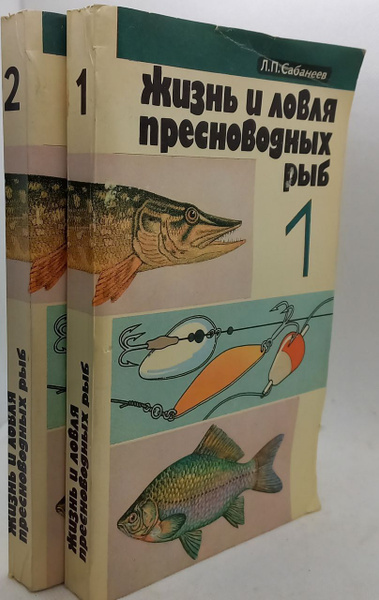 Л.П.Сабанеев
Жизнь и ловля
пресноводных
рыб
1
1
Жизнь и ловля
пресноводных рыб
2
Жизнь и ловля
пресноводных рыб